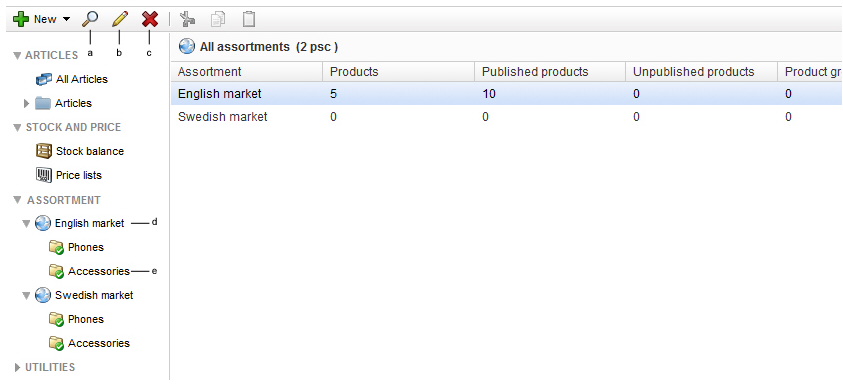 New
a b c
ARTICLES
All Articles
Articles
STOCK AND PRICE
Stock balance
Price lists
ASSORTMENT
English market d
Phones
Accessories e
Swedish market
Phones
Accessories
UTILITIES
All assortments (2 psc )
Assortment Products Published products Unpublished products Product gr
English market 5 10 0 0
Swedish market 0 0 0 0